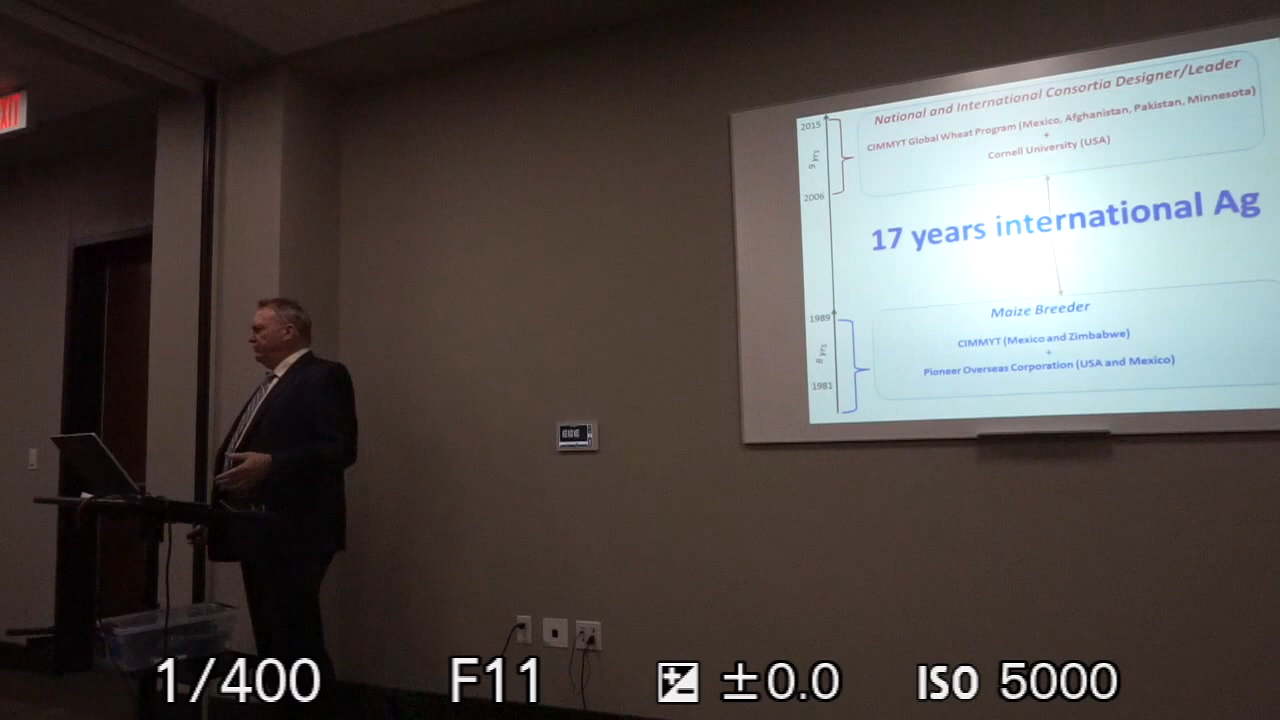 EXIT
National and International Consortia Designer/Leader
2015
CIMMYT Global Wheat Program (Mexico, Afghanistan, Pakistan, Minnesota)
+
Cornell University (USA)
9 yrs
2006
17 years international Ag
1989
Maize Breeder
CIMMYT (Mexico and Zimbabwe)
+
8 yrs
Pioneer Overseas Corporation (USA and Mexico)
1981
1/400 F11 ±0.0 ISO 5000